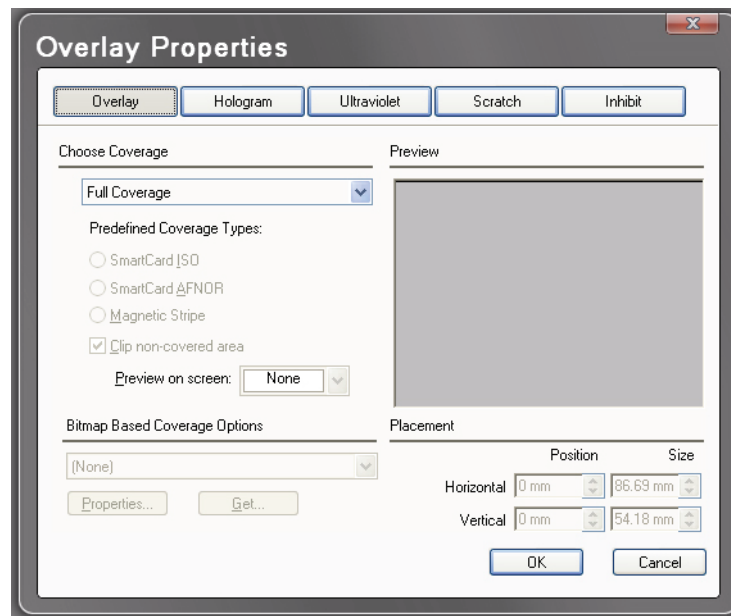 Overlay Properties
Overlay Hologram Ultraviolet Scratch Inhibit
Choose Coverage
Full Coverage
Predefined Coverage Types:
SmartCard ISO
SmartCard AFNOR
Magnetic Stripe
Clip non-covered area
Preview on screen: None
Bitmap Based Coverage Options
(None)
Properties... Get...
Preview
Placement
Position Size
Horizontal 0 mm 86.69 mm
Vertical 0 mm 54.18 mm
OK Cancel